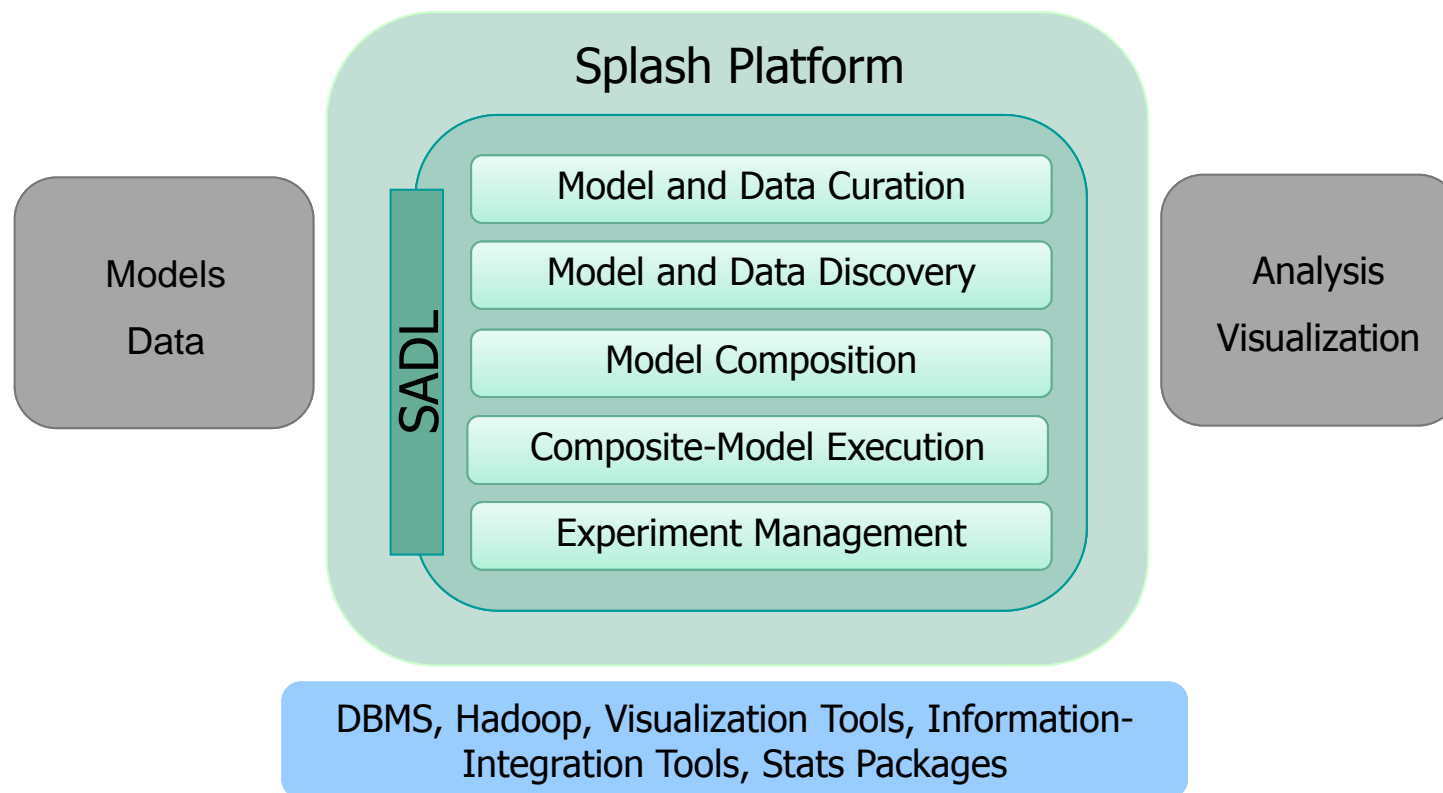 Splash Platform
Models
Data
SADL
Model and Data Curation
Model and Data Discovery
Model Composition
Composite-Model Execution
Experiment Management
Analysis
Visualization
DBMS, Hadoop, Visualization Tools, Information-
Integration Tools, Stats Packages